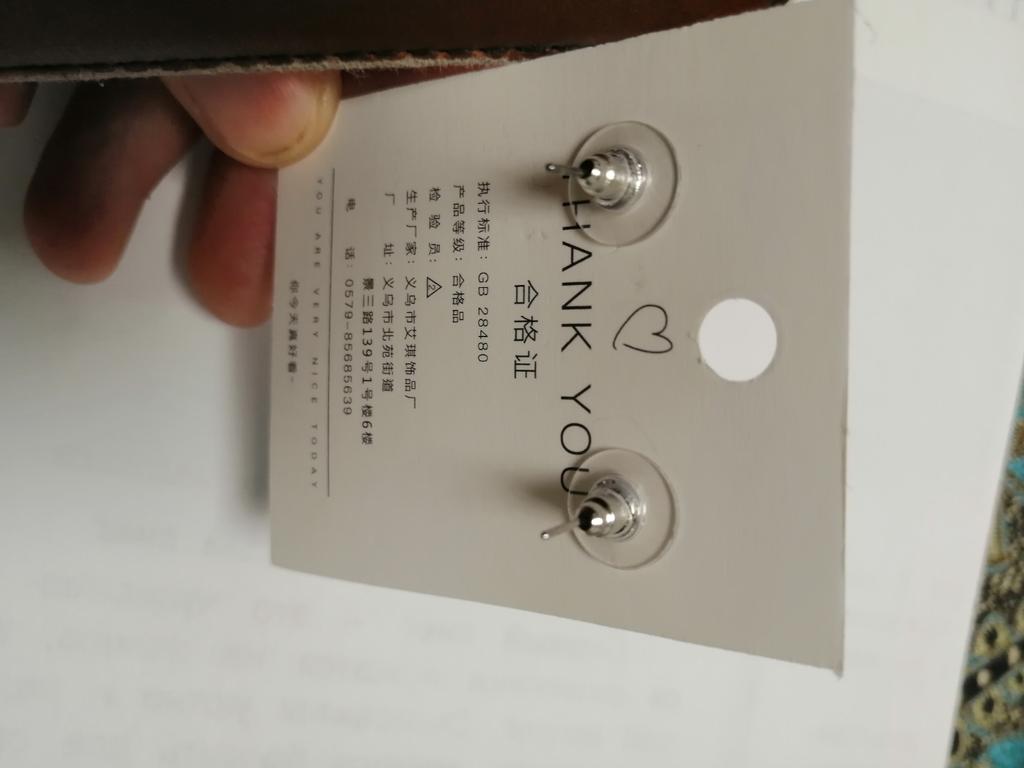 THANK YOU
合格证
执行标准：GB 28480
产品等级：合格品
检 验 员：2
生产厂家：义乌市艾琪饰品厂
厂 址：义乌市北苑街道
景三路139号1号楼6楼
电 话：0579-85685639
YOU ARE VERY NICE TODAY
你今天真好看~